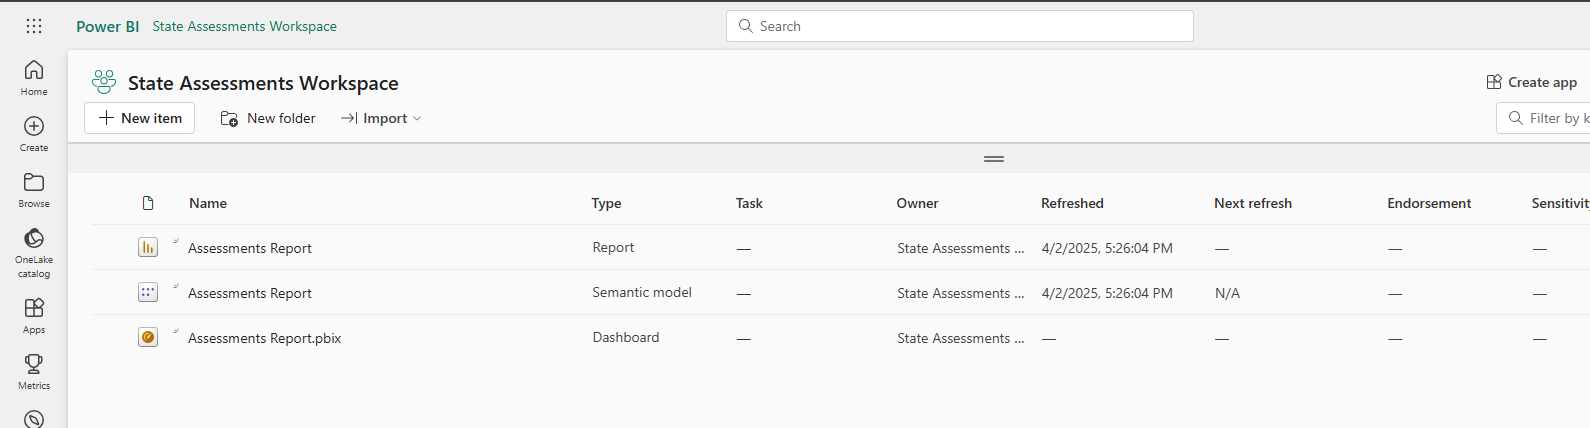 Power BI State Assessments Workspace
Search
Home
Create
Browse
OneLake
catalog
Apps
Metrics
State Assessments Workspace
Create app
New item New folder Import
Filter by k
Name Type Task Owner Refreshed Next refresh Endorsement Sensitivity
Assessments Report Report — State Assessments ... 4/2/2025, 5:26:04 PM — — —
Assessments Report Semantic model — State Assessments ... 4/2/2025, 5:26:04 PM N/A — —
Assessments Report.pbix Dashboard — State Assessments ... — — — —